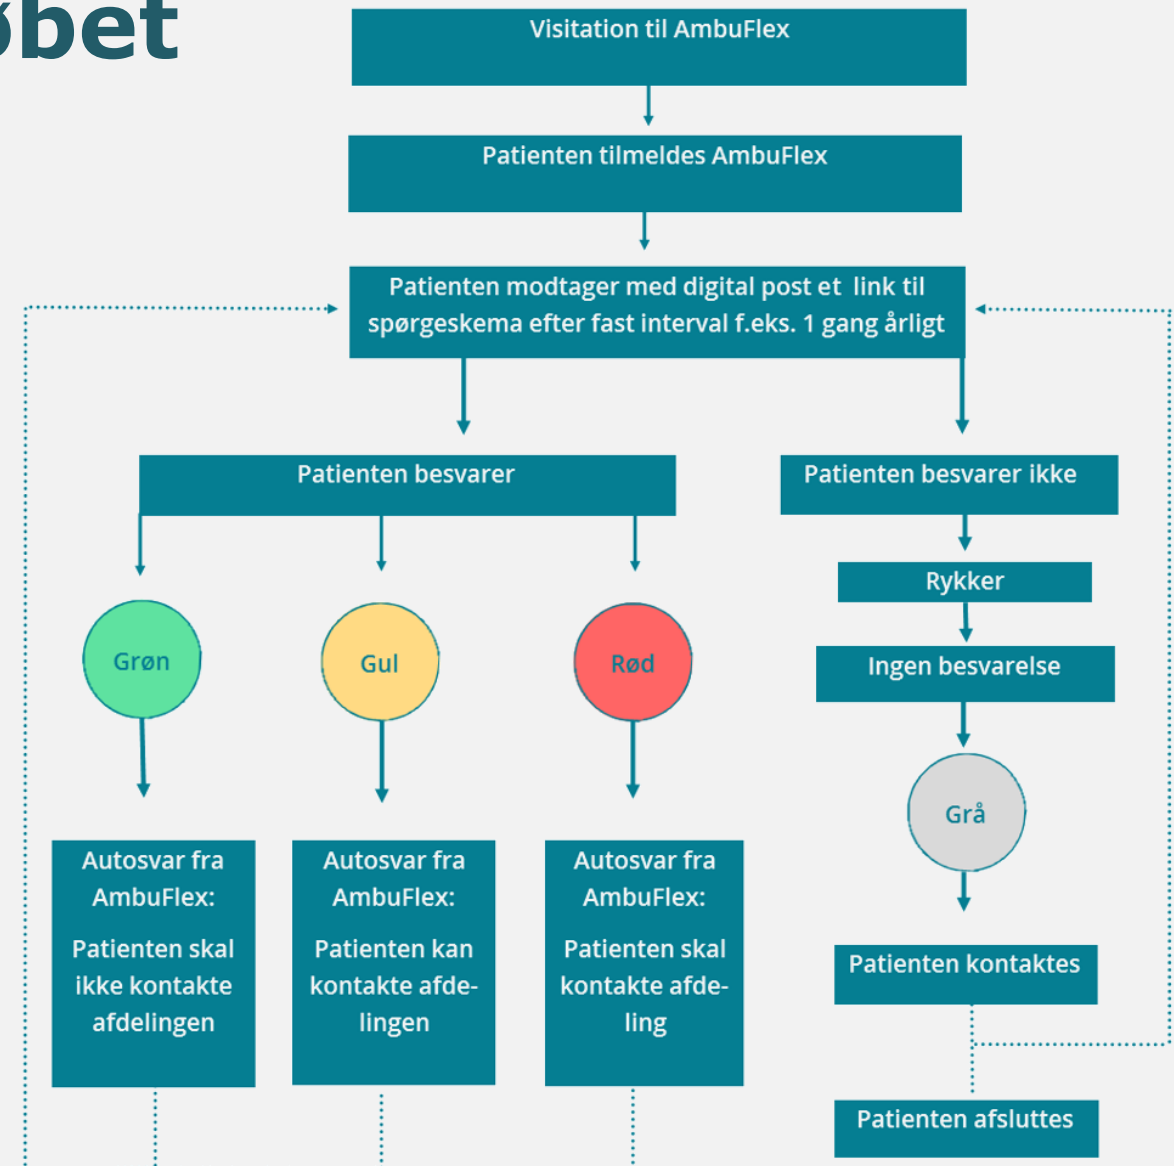 øbet
Visitation til AmbuFlex
Patienten tilmeldes AmbuFlex
Patienten modtager med digital post et link til
spørgeskema efter fast interval f.eks. 1 gang årligt
Patienten besvarer
Patienten besvarer ikke
Rykker
Ingen besvarelse
Grøn
Gul
Rød
Grå
Autosvar fra
AmbuFlex:
Patienten skal
ikke kontakte
afdelingen
Autosvar fra
AmbuFlex:
Patienten kan
kontakte afde-
lingen
Autosvar fra
AmbuFlex:
Patienten skal
kontakte afde-
ling
Patienten kontaktes
Patienten afsluttes